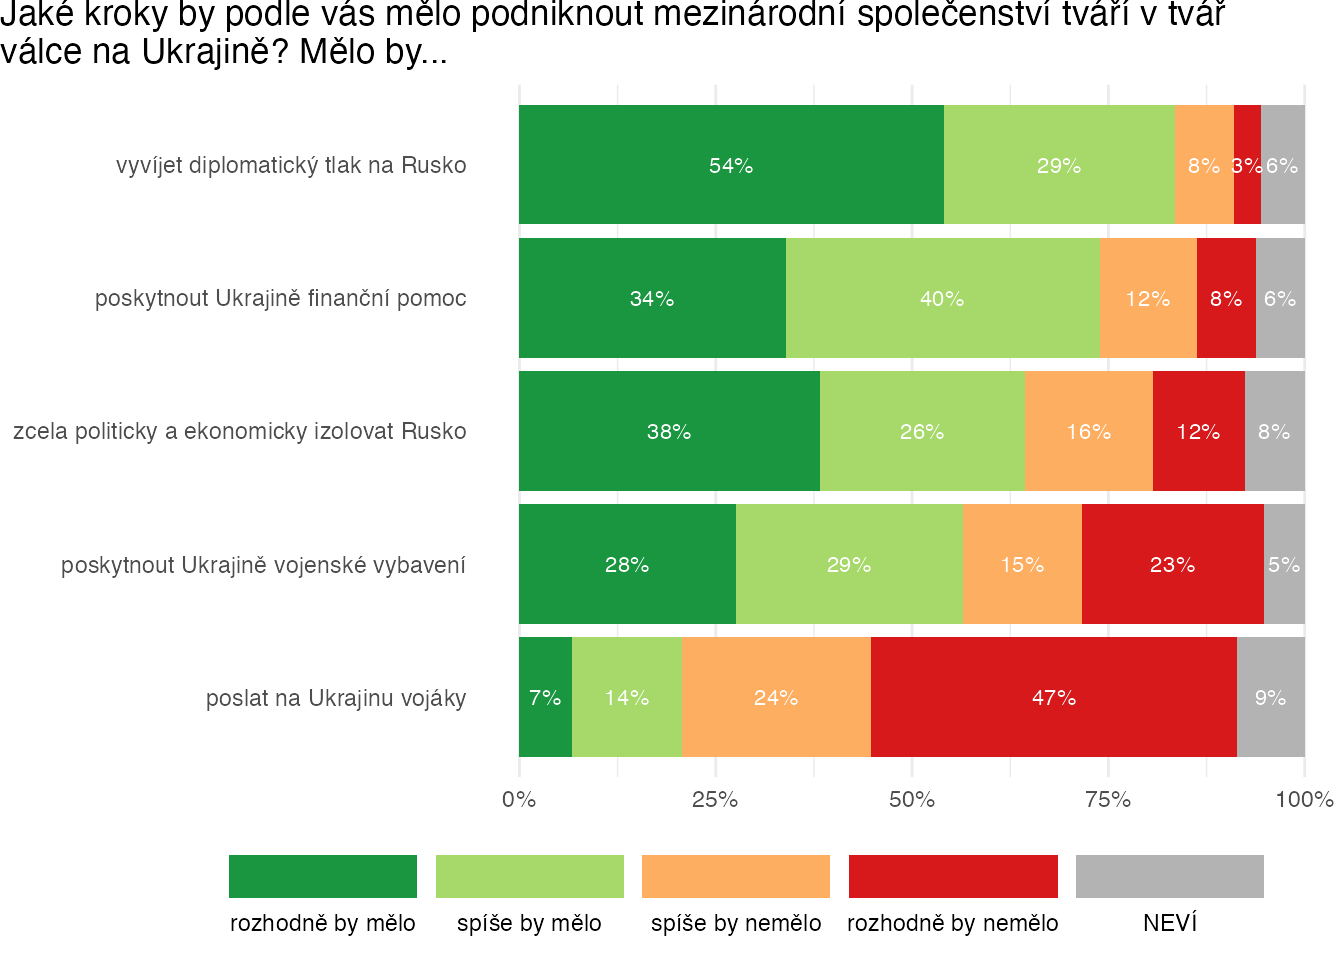 Jaké kroky by podle vás mělo podniknout mezinárodní společenství tváří v tvář
válce na Ukrajině? Mělo by...
vyvíjet diplomatický tlak na Rusko
54%
29%
8%
3%
6%
poskytnout Ukrajině finanční pomoc
34%
40%
12%
8%
6%
zcela politicky a ekonomicky izolovat Rusko
38%
26%
16%
12%
8%
poskytnout Ukrajině vojenské vybavení
28%
29%
15%
23%
5%
poslat na Ukrajinu vojáky
7%
14%
24%
47%
9%
0%
25%
50%
75%
100%
rozhodně by mělo
spíše by mělo
spíše by nemělo
rozhodně by nemělo
NEVÍ